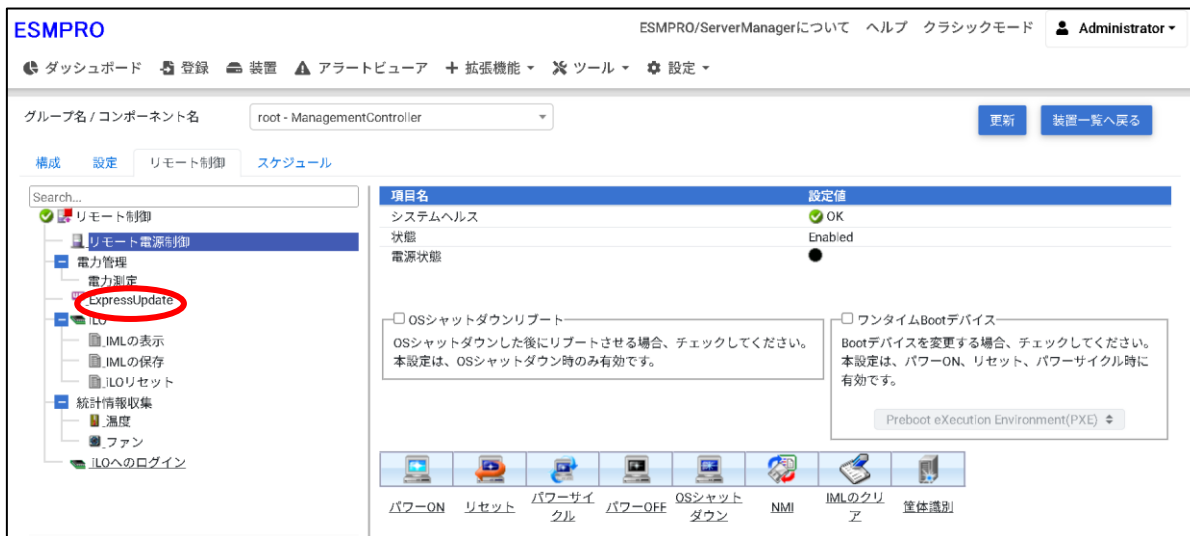 ESMPRO
ESMPRO/ServerManagerについて ヘルプ クラシックモード Administrator
ダッシュボード 登録 装置 アラートビューア 拡張機能 ツール 設定
グループ名 / コンポーネント名 root - ManagementController 更新 装置一覧へ戻る
構成 設定 リモート制御 スケジュール
Search...
リモート制御
リモート電源制御
電力管理
電力測定
ExpressUpdate
iLO
IMLの表示
IMLの保存
iLOリセット
統計情報収集
温度
ファン
iLOへのログイン
項目名 設定値
システムヘルス OK
状態 Enabled
電源状態
OSシャットダウンリブート
OSシャットダウンした後にリブートさせる場合、チェックしてください。
本設定は、OSシャットダウン時のみ有効です。
ワンタイムBootデバイス
Bootデバイスを変更する場合、チェックしてください。
本設定は、パワーON、リセット、パワーサイクル時に
有効です。
Preboot eXecution Environment(PXE)
パワーON
リセット
パワーサイ
クル
パワーOFF
OSシャット
ダウン
NMI
IMLのクリ
ア
筐体識別